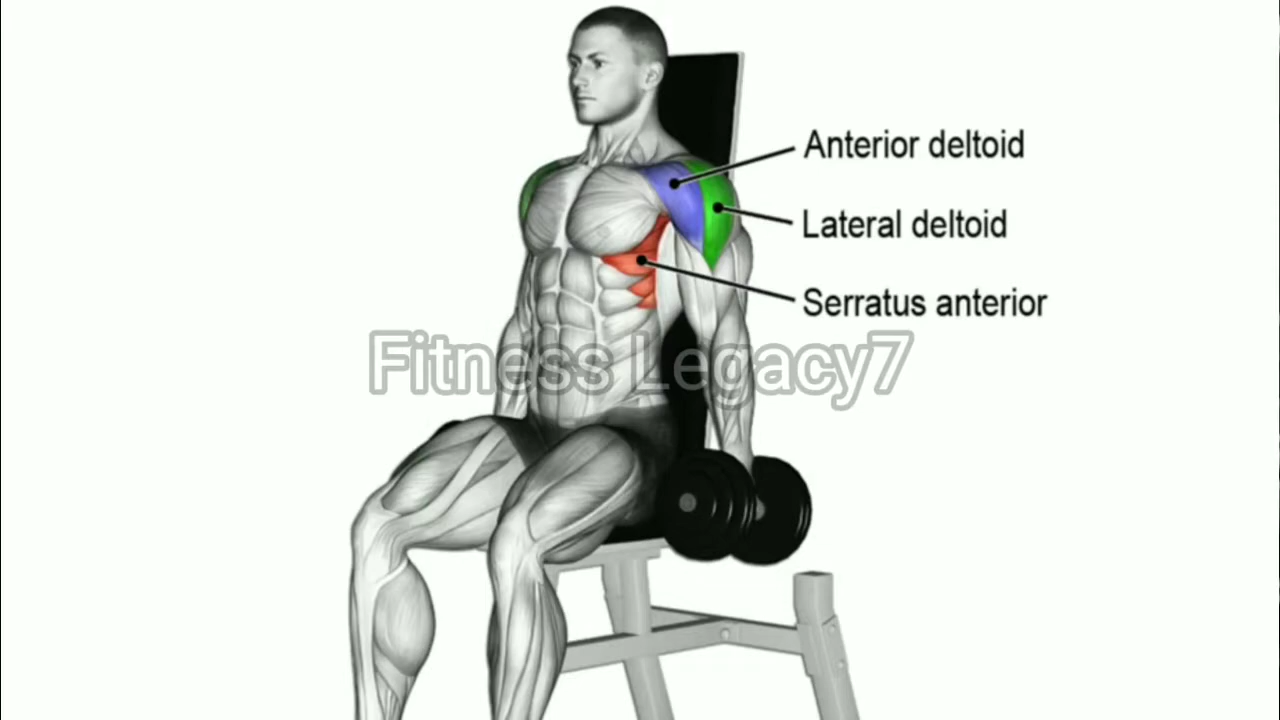 Anterior deltoid
Lateral deltoid
Serratus anterior
Fitness Legacy7